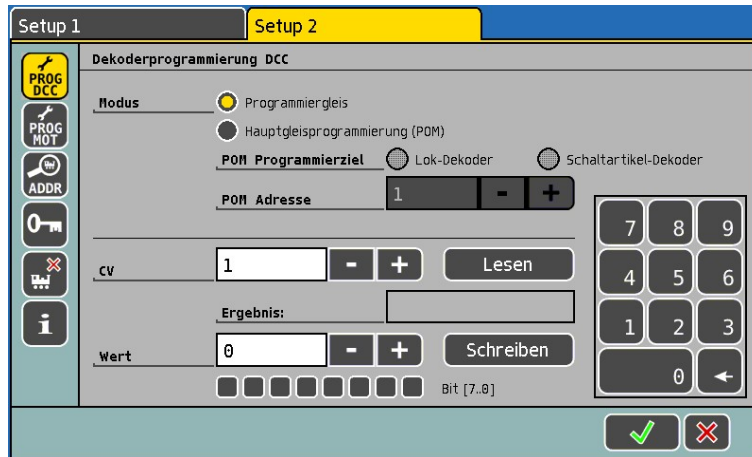 Setup 1
Setup 2
PROG
DCC
Dekoderprogrammierung DCC
PROG
MOT
Modus
Programmiergleis
Hauptgleisprogrammierung (POM)
POM Programmierziel
Lok-Dekoder
Schaltartikel-Dekoder
ADDR
POM Adresse
1
-
+
7
8
9
CV
1
-
+
Lesen
4
5
6
i
Ergebnis:
1
2
3
Wert
0
-
+
Schreiben
0
Bit [7..0]